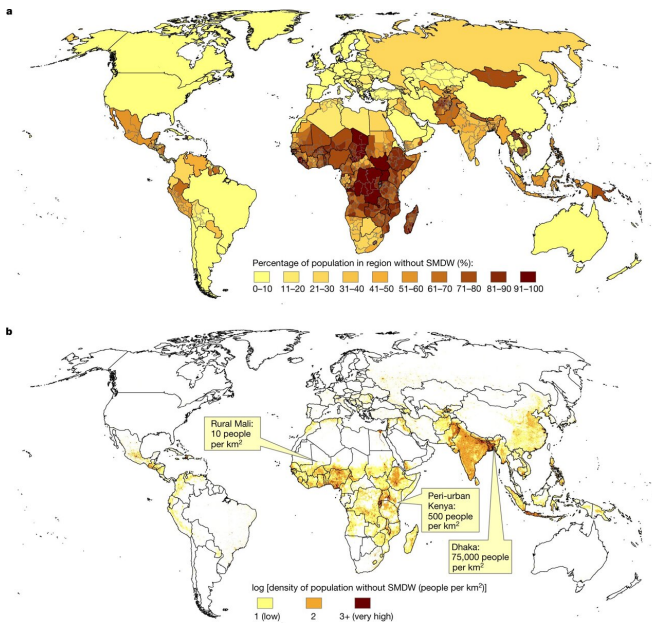 a
Percentage of population in region without SMDW (%):
0–10 11–20 21–30 31–40 41–50 51–60 61–70 71–80 81–90 91–100
b
Rural Mali:
10 people
per km²
Peri-urban
Kenya:
500 people
per km²
Dhaka:
75,000 people
per km²
log [density of population without SMDW (people per km²)]
1 (low) 2 3+ (very high)